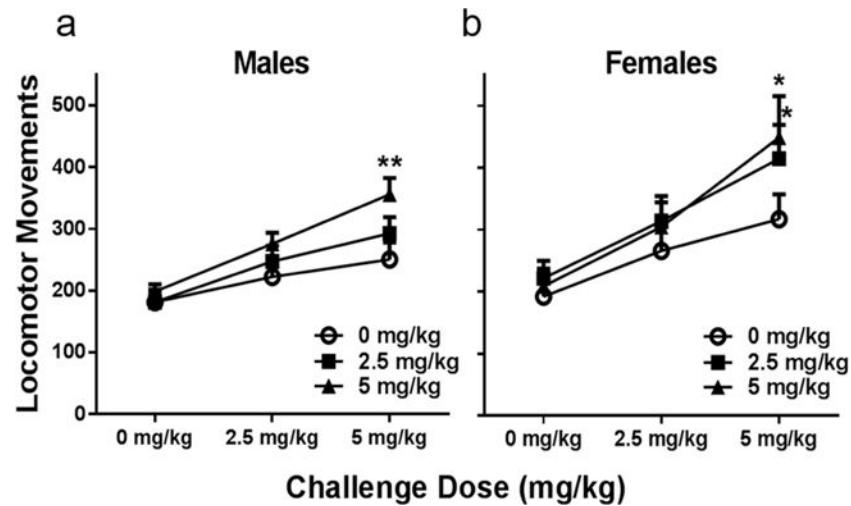 a
Males
Locomotor Movements
500
400
300
200
100
0
**
0 mg/kg
2.5 mg/kg
5 mg/kg
0 mg/kg
2.5 mg/kg
5 mg/kg
b
Females
*
*
0 mg/kg
2.5 mg/kg
5 mg/kg
0 mg/kg
2.5 mg/kg
5 mg/kg
Challenge Dose (mg/kg)